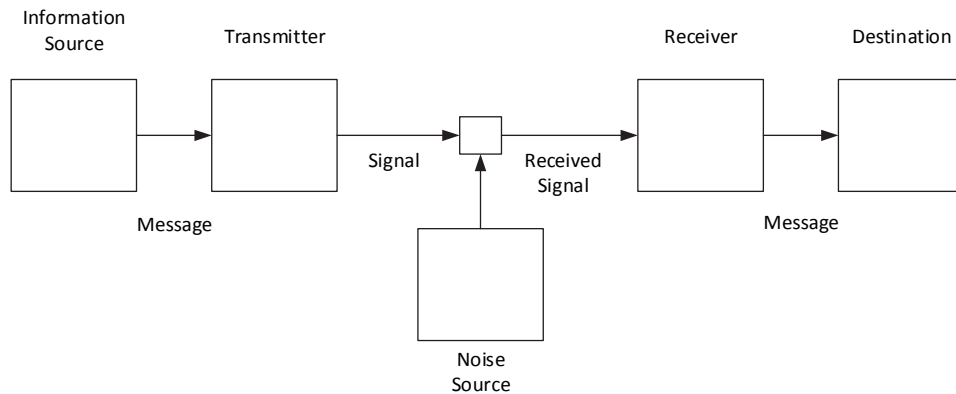 Information
Source
Transmitter
Receiver
Destination
Signal
Received
Signal
Message
Message
Noise
Source